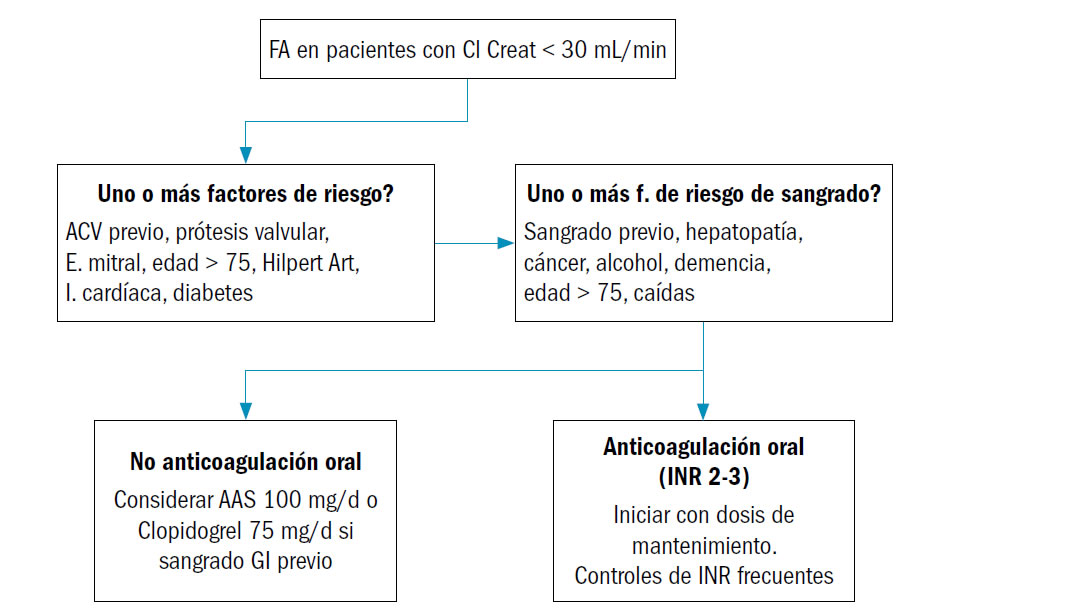 FA en pacientes con Cl Creat < 30 mL/min
Uno o más factores de riesgo?
ACV previo, prótesis valvular,
E. mitral, edad > 75, Hilpert Art,
I. cardíaca, diabetes
Uno o más f. de riesgo de sangrado?
Sangrado previo, hepatopatía,
cáncer, alcohol, demencia,
edad > 75, caídas
No anticoagulación oral
Considerar AAS 100 mg/d o
Clopidogrel 75 mg/d si
sangrado GI previo
Anticoagulación oral
(INR 2-3)
Iniciar con dosis de
mantenimiento.
Controles de INR frecuentes